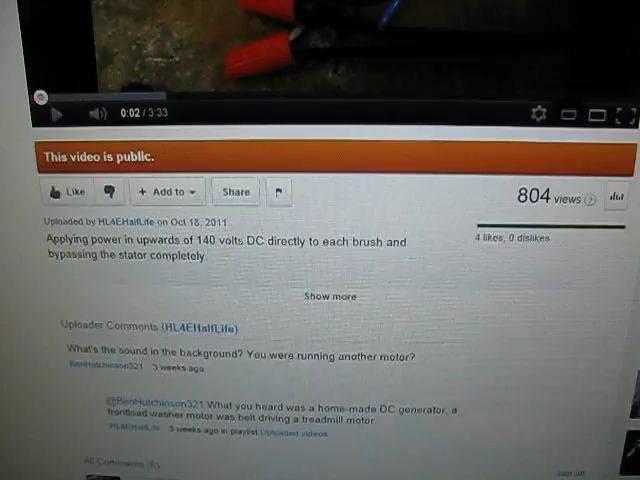 0:02 / 3:33
This video is public.
Like + Add to Share 804 views ?
Uploaded by HL4EHalfLife on Oct 18, 2011
4 likes, 0 dislikes
Applying power in upwards of 140 volts DC directly to each brush and
bypassing the stator completely.
Show more
Uploader Comments (HL4EHalfLife)
What's the sound in the background? You were running another motor?
BenHutchinson321 3 weeks ago
@BenHutchinson321 What you heard was a home-made DC generator, a
frontload washer motor was belt driving a treadmill motor
HL4EHalfLife 3 weeks ago in playlist Uploaded videos
All Comments (6)
see all